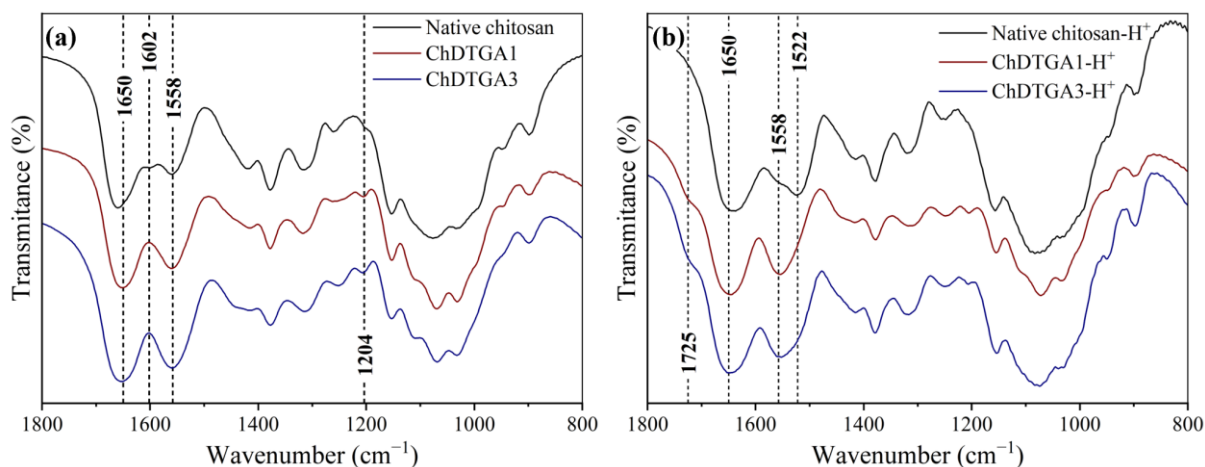 (a)
Native chitosan
ChDTGA1
ChDTGA3
1650
1602
1558
1204
Transmitance (%)
1800 1600 1400 1200 1000 800
Wavenumber (cm⁻¹)
(b)
Native chitosan-H⁺
ChDTGA1-H⁺
ChDTGA3-H⁺
1650
1522
1558
1725
Transmitance (%)
1800 1600 1400 1200 1000 800
Wavenumber (cm⁻¹)